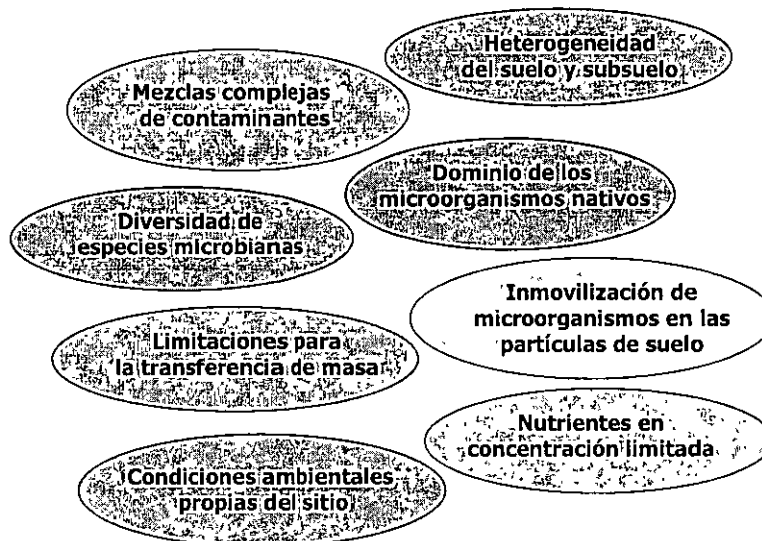 Heterogeneidad
del suelo y subsuelo
Mezclas complejas
de contaminantes
Dominio de los
microorganismos nativos
Diversidad de
especies microbianas
Inmovilización de
microorganismos en las
partículas de suelo
Limitaciones para
la transferencia de masa
Nutrientes en
concentración limitada
Condiciones ambientales
propias del sitio